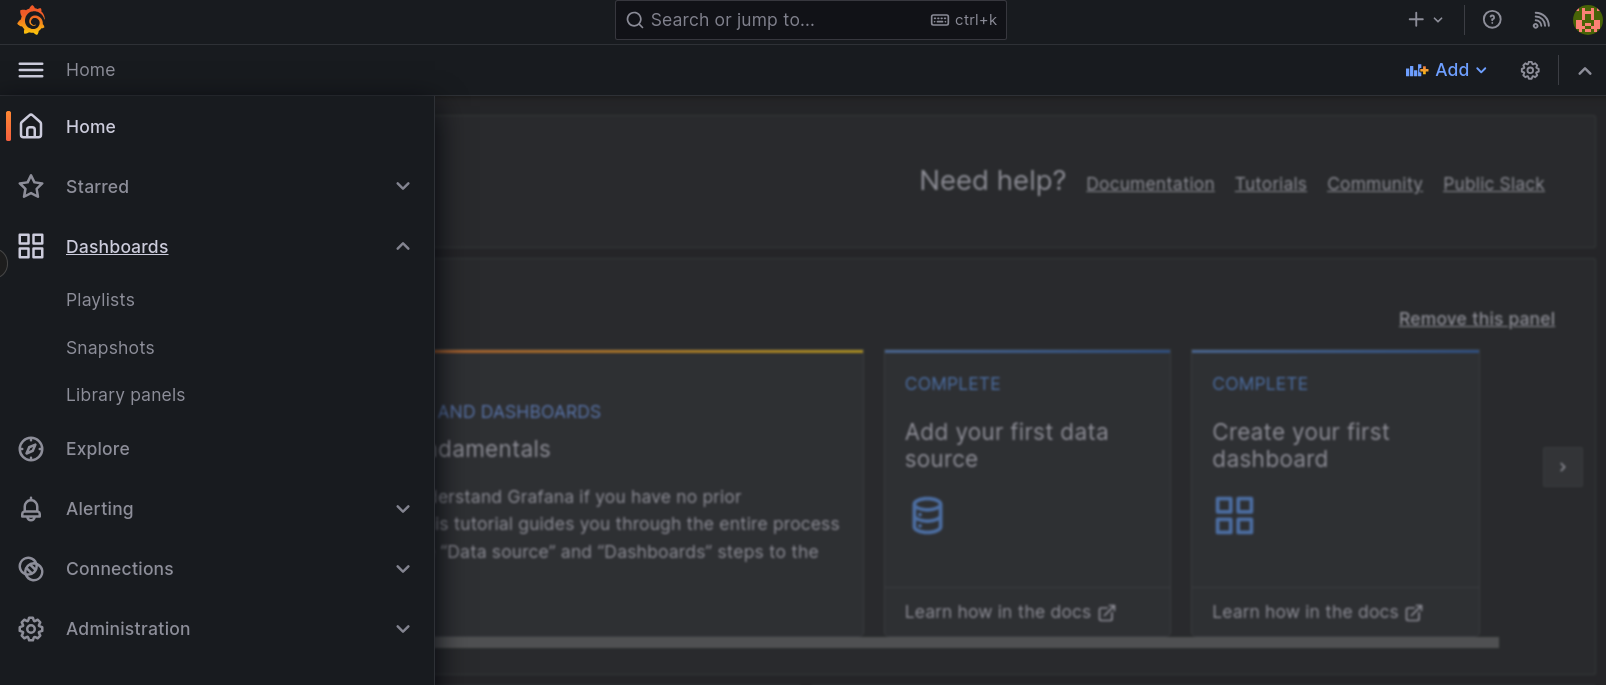 Search or jump to...
ctrl+k
Home
Add
Home
Starred
Dashboards
Playlists
Snapshots
Library panels
Explore
Alerting
Connections
Administration
Need help?
Documentation
Tutorials
Community
Public Slack
Remove this panel
AND DASHBOARDS
damentals
erstand Grafana if you have no prior
is tutorial guides you through the entire process
"Data source" and "Dashboards" steps to the
COMPLETE
Add your first data
source
Learn how in the docs
COMPLETE
Create your first
dashboard
Learn how in the docs